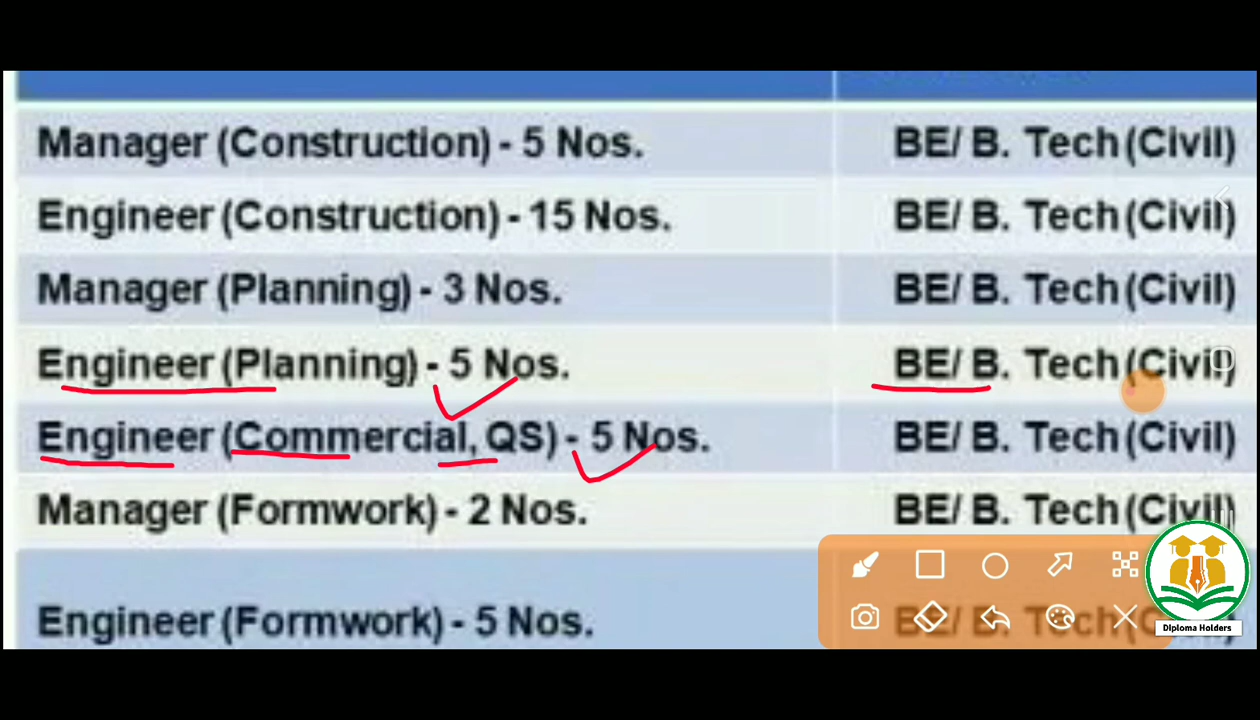 Manager (Construction) - 5 Nos. BE/ B. Tech (Civil)
Engineer (Construction) - 15 Nos. BE/ B. Tech (Civil)
Manager (Planning) - 3 Nos. BE/ B. Tech (Civil)
Engineer (Planning) - 5 Nos. BE/ B. Tech (Civil)
Engineer (Commercial, QS) - 5 Nos. BE/ B. Tech (Civil)
Manager (Formwork) - 2 Nos. BE/ B. Tech (Civil)
Engineer (Formwork) - 5 Nos. BE/ B. Tech
Diploma Holders